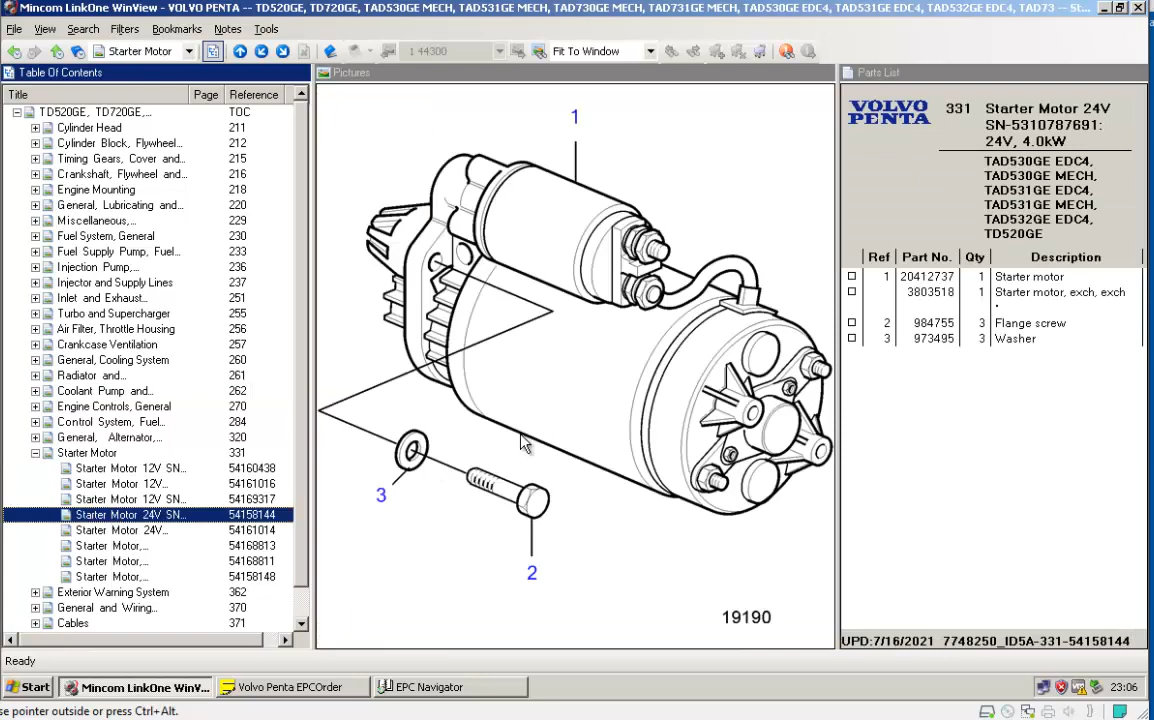 Mincom LinkOne WinView - VOLVO PENTA -- TD520GE, TD720GE, TAD530GE MECH, TAD531GE MECH, TAD730GE MECH, TAD731GE MECH, TAD530GE EDC4, TAD531GE EDC4, TAD532GE EDC4, TAD73 -- St...
File View Search Filters Bookmarks Notes Tools
Starter Motor 1 44300 Fit To Window
Table Of Contents
Title Page Reference
TD520GE, TD720GE,... TOC
Cylinder Head 211
Cylinder Block, Flywheel... 212
Timing Gears, Cover and... 215
Crankshaft, Flywheel and... 216
Engine Mounting 218
General, Lubricating and... 220
Miscellaneous,... 229
Fuel System, General 230
Fuel Supply Pump, Fuel... 233
Injection Pump,... 236
Injector and Supply Lines 237
Inlet and Exhaust... 251
Turbo and Supercharger 255
Air Filter, Throttle Housing 256
Crankcase Ventilation 257
General, Cooling System 260
Radiator and... 261
Coolant Pump and... 262
Engine Controls, General 270
Control System, Fuel... 284
General, Alternator,... 320
Starter Motor 331
Starter Motor 12V SN... 54160438
Starter Motor 12V... 54161016
Starter Motor 12V SN... 54169317
Starter Motor 24V SN... 54158144
Starter Motor 24V... 54161014
Starter Motor,... 54168813
Starter Motor,... 54168811
Starter Motor,... 54158148
Exterior Warning System 362
General and Wiring... 370
Cables 371
Pictures
1
3
2
19190
Parts List
VOLVO
PENTA
331 Starter Motor 24V
SN-5310787691:
24V, 4.0kW
TAD530GE EDC4,
TAD530GE MECH,
TAD531GE EDC4,
TAD531GE MECH,
TAD532GE EDC4,
TD520GE
Ref Part No. Qty Description
1 20412737 1 Starter motor
3803518 1 Starter motor, exch, exch
.
2 984755 3 Flange screw
3 973495 3 Washer
UPD:7/16/2021 7748250_ID5A-331-54158144
Ready
Start Mincom LinkOne WinV... Volvo Penta EPCOrder EPC Navigator 23:06
se pointer outside or press Ctrl+Alt.